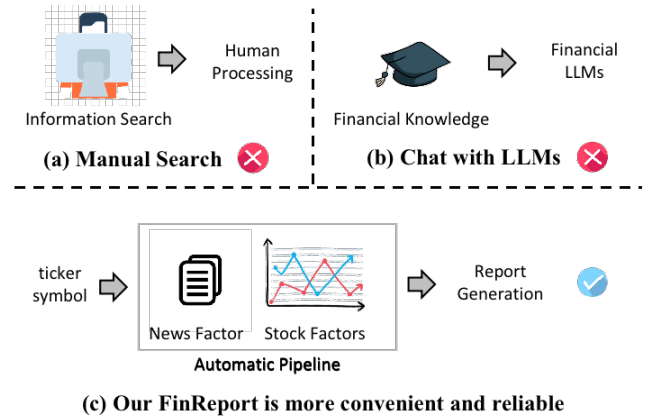 Human
Processing
Information Search
(a) Manual Search
Financial
LLMs
Financial Knowledge
(b) Chat with LLMs
ticker
symbol
News Factor
Stock Factors
Automatic Pipeline
Report
Generation
(c) Our FinReport is more convenient and reliable